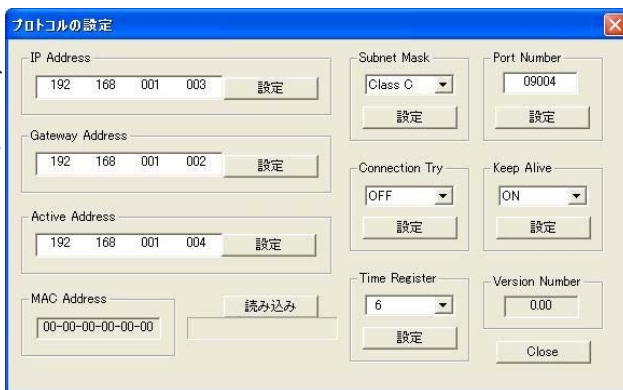 プロトコルの設定
IP Address
192 168 001 003 設定
Gateway Address
192 168 001 002 設定
Active Address
192 168 001 004 設定
MAC Address
00-00-00-00-00-00
読み込み
Subnet Mask
Class C
設定
Port Number
09004
設定
Connection Try
OFF
設定
Keep Alive
ON
設定
Time Register
6
設定
Version Number
0.00
Close